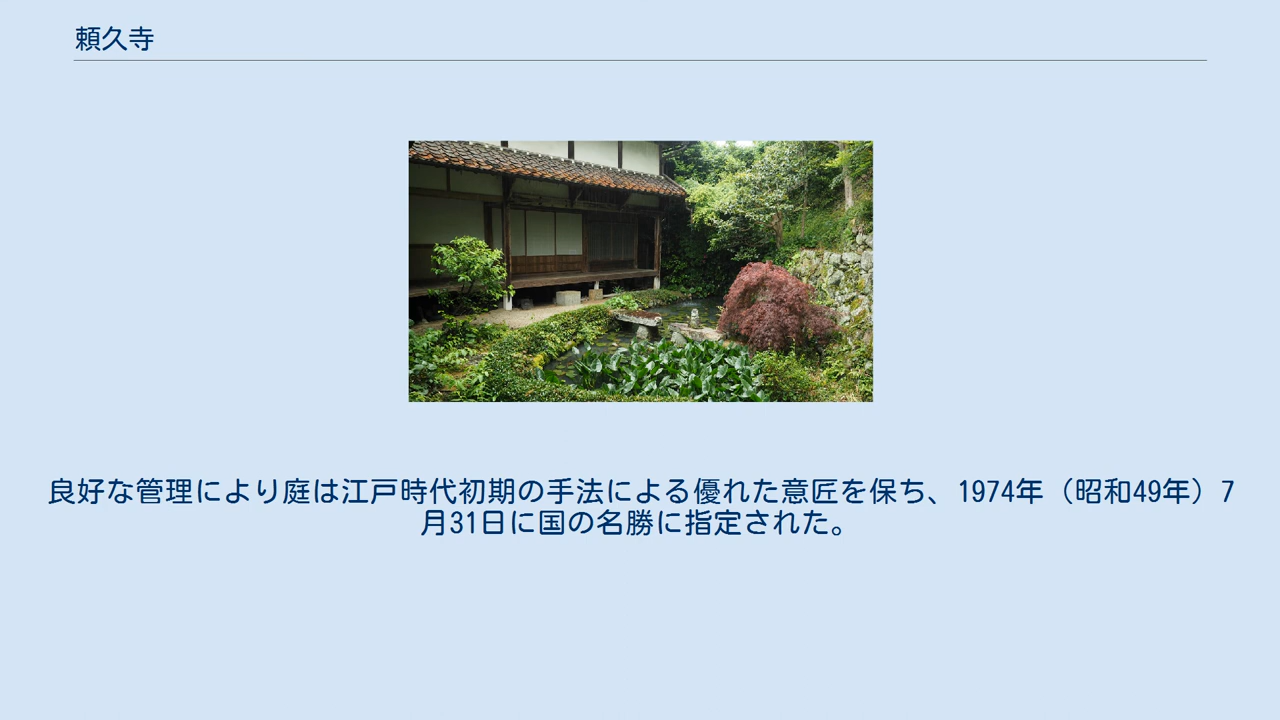 頼久寺
良好な管理により庭は江戸時代初期の手法による優れた意匠を保ち、1974年（昭和49年）7
月31日に国の名勝に指定された。